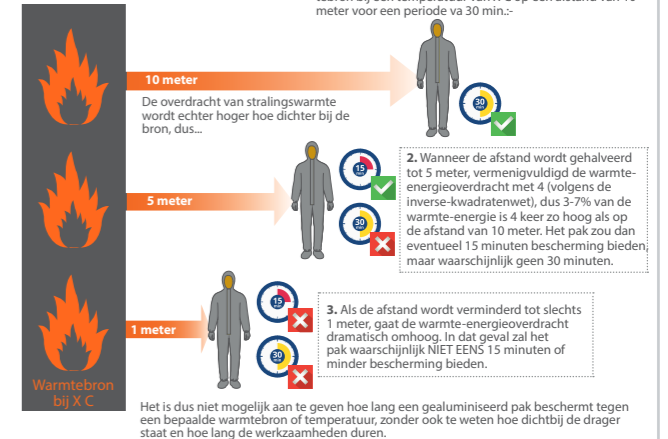 meter voor een periode va 30 min.:-
10 meter
30
min
De overdracht van stralingswarmte
wordt echter hoger hoe dichter bij de
bron, dus...
15
min
5 meter
30
min
2. Wanneer de afstand wordt gehalveerd
tot 5 meter, vermenigvuldigd de warmte-
energieoverdracht met 4 (volgens de
inverse-kwadratenwet), dus 3-7% van de
warmte-energie is 4 keer zo hoog als op
de afstand van 10 meter. Het pak zou dan
eventueel 15 minuten bescherming bieden,
maar waarschijnlijk geen 30 minuten.
15
min
1 meter
30
min
3. Als de afstand wordt verminderd tot slechts
1 meter, gaat de warmte-energieoverdracht
dramatisch omhoog. In dat geval zal het
pak waarschijnlijk NIET EENS 15 minuten of
minder bescherming bieden.
Warmtebron
bij X C
Het is dus niet mogelijk aan te geven hoe lang een gealuminiseerd pak beschermt tegen
een bepaalde warmtebron of temperatuur, zonder ook te weten hoe dichtbij de drager
staat en hoe lang de werkzaamheden duren.